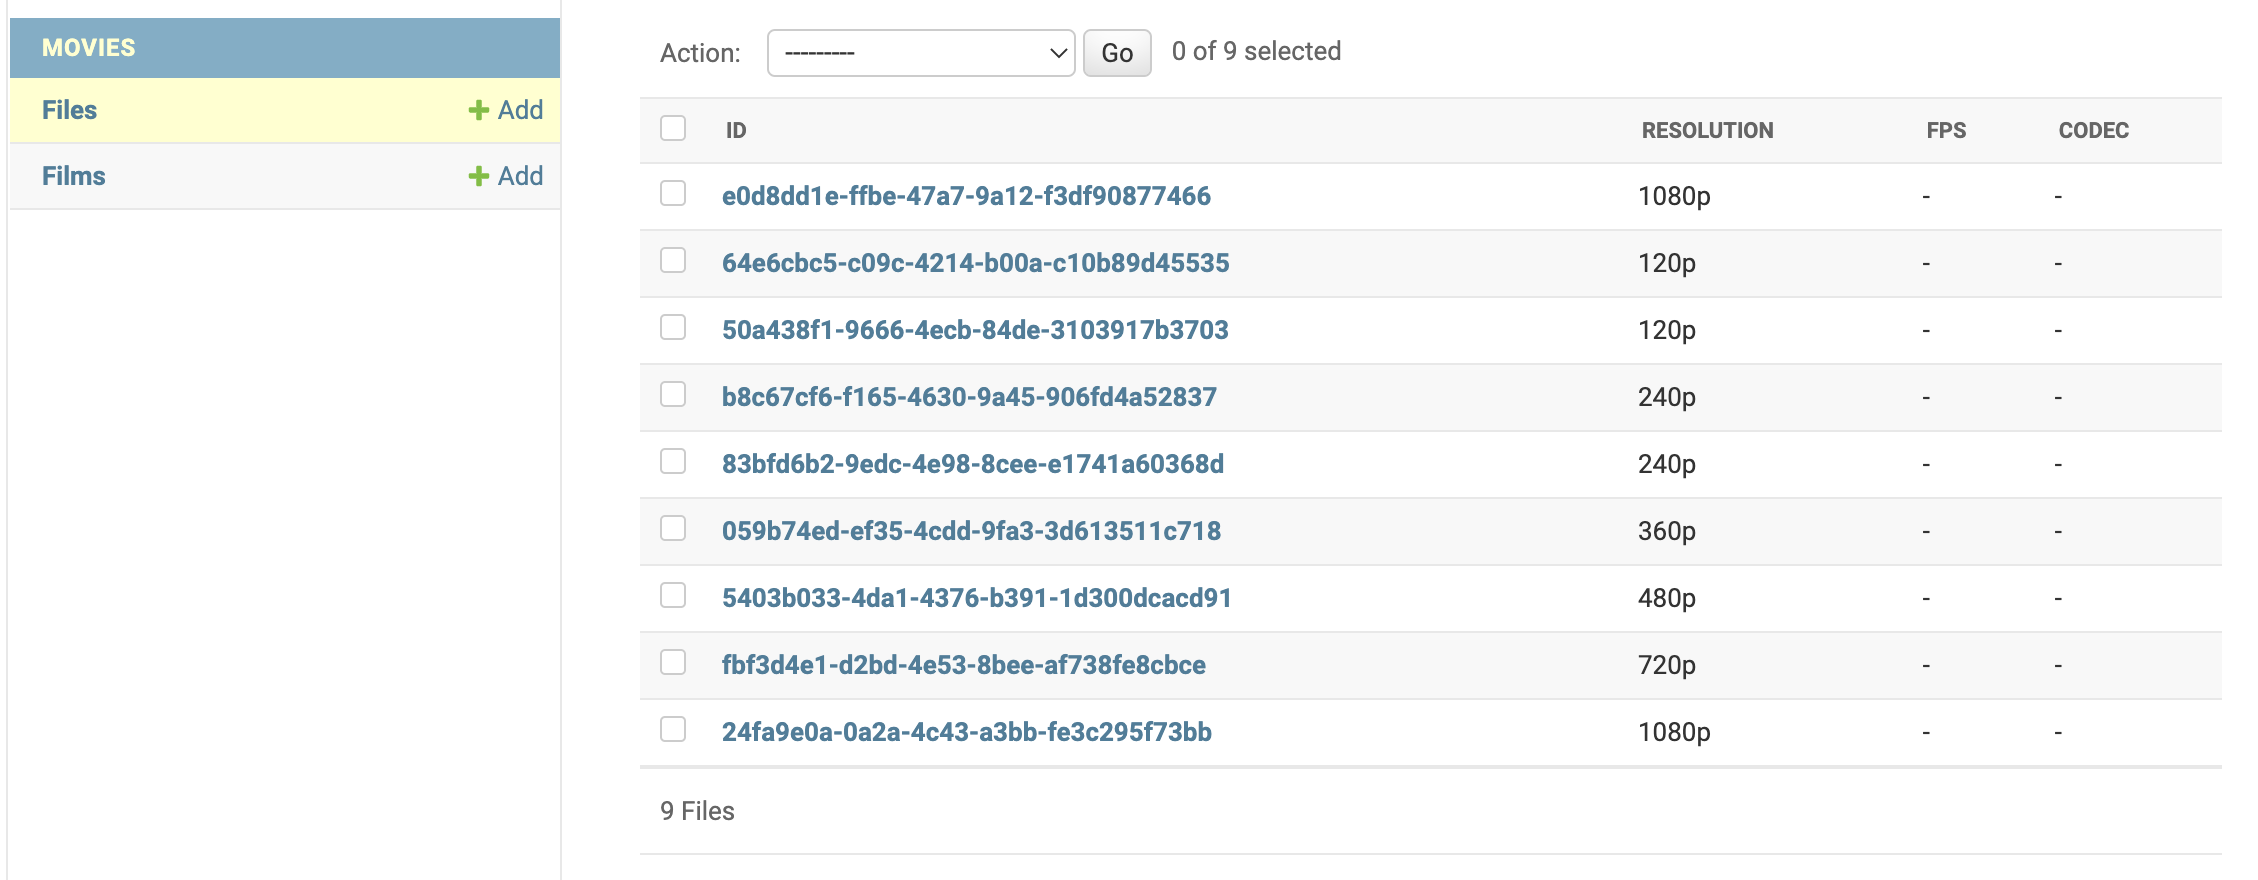 MOVIES
Files Add
Films Add
Action: --------- Go 0 of 9 selected
ID RESOLUTION FPS CODEC
e0d8dd1e-ffbe-47a7-9a12-f3df90877466 1080p - -
64e6cbc5-c09c-4214-b00a-c10b89d45535 120p - -
50a438f1-9666-4ecb-84de-3103917b3703 120p - -
b8c67cf6-f165-4630-9a45-906fd4a52837 240p - -
83bfd6b2-9edc-4e98-8cee-e1741a60368d 240p - -
059b74ed-ef35-4cdd-9fa3-3d613511c718 360p - -
5403b033-4da1-4376-b391-1d300dcacd91 480p - -
fbf3d4e1-d2bd-4e53-8bee-af738fe8cbce 720p - -
24fa9e0a-0a2a-4c43-a3bb-fe3c295f73bb 1080p - -
9 Files